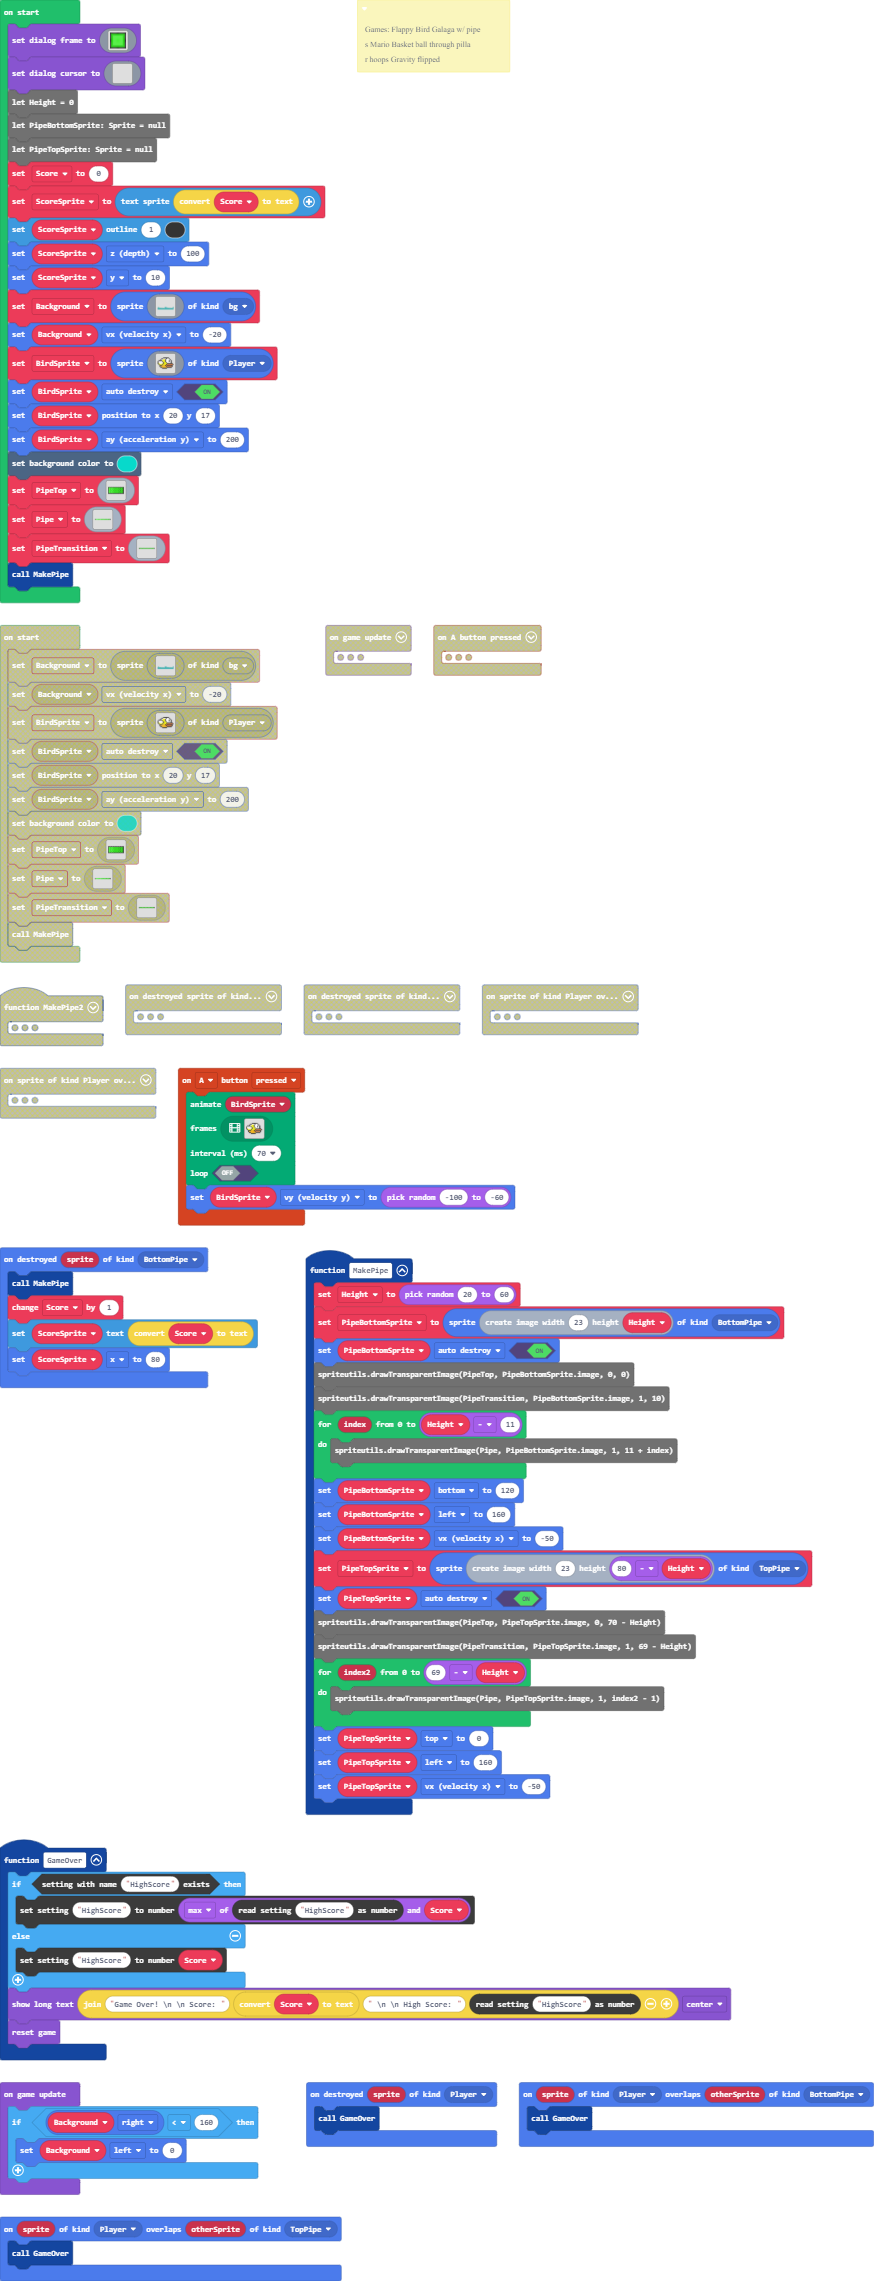 on start
set dialog frame to
set dialog cursor to
let Height = 0
let PipeBottomSprite: Sprite = null
let PipeTopSprite: Sprite = null
set Score to 0
set ScoreSprite to text sprite convert Score to text
set ScoreSprite outline 1
set ScoreSprite z (depth) to 100
set ScoreSprite y to 10
set Background to sprite of kind bg
set Background vx (velocity x) to -20
set BirdSprite to sprite of kind Player
set BirdSprite auto destroy ON
set BirdSprite position to x 20 y 17
set BirdSprite ay (acceleration y) to 200
set background color to
set PipeTop to
set Pipe to
set PipeTransition to
call MakePipe
Games: Flappy Bird Galaga w/ pipe
s Mario Basket ball through pilla
r hoops Gravity flipped
on start
set Background to sprite of kind bg
set Background vx (velocity x) to -20
set BirdSprite to sprite of kind Player
set BirdSprite auto destroy ON
set BirdSprite position to x 20 y 17
set BirdSprite ay (acceleration y) to 200
set background color to
set PipeTop to
set Pipe to
set PipeTransition to
call MakePipe
on game update
on A button pressed
function MakePipe2
on destroyed sprite of kind...
on destroyed sprite of kind...
on sprite of kind Player ov...
on sprite of kind Player ov...
on A button pressed
animate BirdSprite
frames
interval (ms) 70
loop OFF
set BirdSprite vy (velocity y) to pick random -100 to -60
on destroyed sprite of kind BottomPipe
call MakePipe
change Score by 1
set ScoreSprite text convert Score to text
set ScoreSprite x to 80
function MakePipe
set Height to pick random 20 to 60
set PipeBottomSprite to sprite create image width 23 height Height of kind BottomPipe
set PipeBottomSprite auto destroy ON
spriteutils.drawTransparentImage(PipeTop, PipeBottomSprite.image, 0, 0)
spriteutils.drawTransparentImage(PipeTransition, PipeBottomSprite.image, 1, 10)
for index from 0 to Height - 11
do spriteutils.drawTransparentImage(Pipe, PipeBottomSprite.image, 1, 11 + index)
set PipeBottomSprite bottom to 120
set PipeBottomSprite left to 160
set PipeBottomSprite vx (velocity x) to -50
set PipeTopSprite to sprite create image width 23 height 80 - Height of kind TopPipe
set PipeTopSprite auto destroy ON
spriteutils.drawTransparentImage(PipeTop, PipeTopSprite.image, 0, 70 - Height)
spriteutils.drawTransparentImage(PipeTransition, PipeTopSprite.image, 1, 69 - Height)
for index2 from 0 to 69 - Height
do spriteutils.drawTransparentImage(Pipe, PipeTopSprite.image, 1, index2 - 1)
set PipeTopSprite top to 0
set PipeTopSprite left to 160
set PipeTopSprite vx (velocity x) to -50
function GameOver
if setting with name "HighScore" exists then
set setting "HighScore" to number max of read setting "HighScore" as number and Score
else
set setting "HighScore" to number Score
show long text join "Game Over! \n \n Score: " convert Score to text " \n \n High Score: " read setting "HighScore" as number center
reset game
on game update
if Background right < 160 then
set Background left to 0
on destroyed sprite of kind Player
call GameOver
on sprite of kind Player overlaps otherSprite of kind BottomPipe
call GameOver
on sprite of kind Player overlaps otherSprite of kind TopPipe
call GameOver